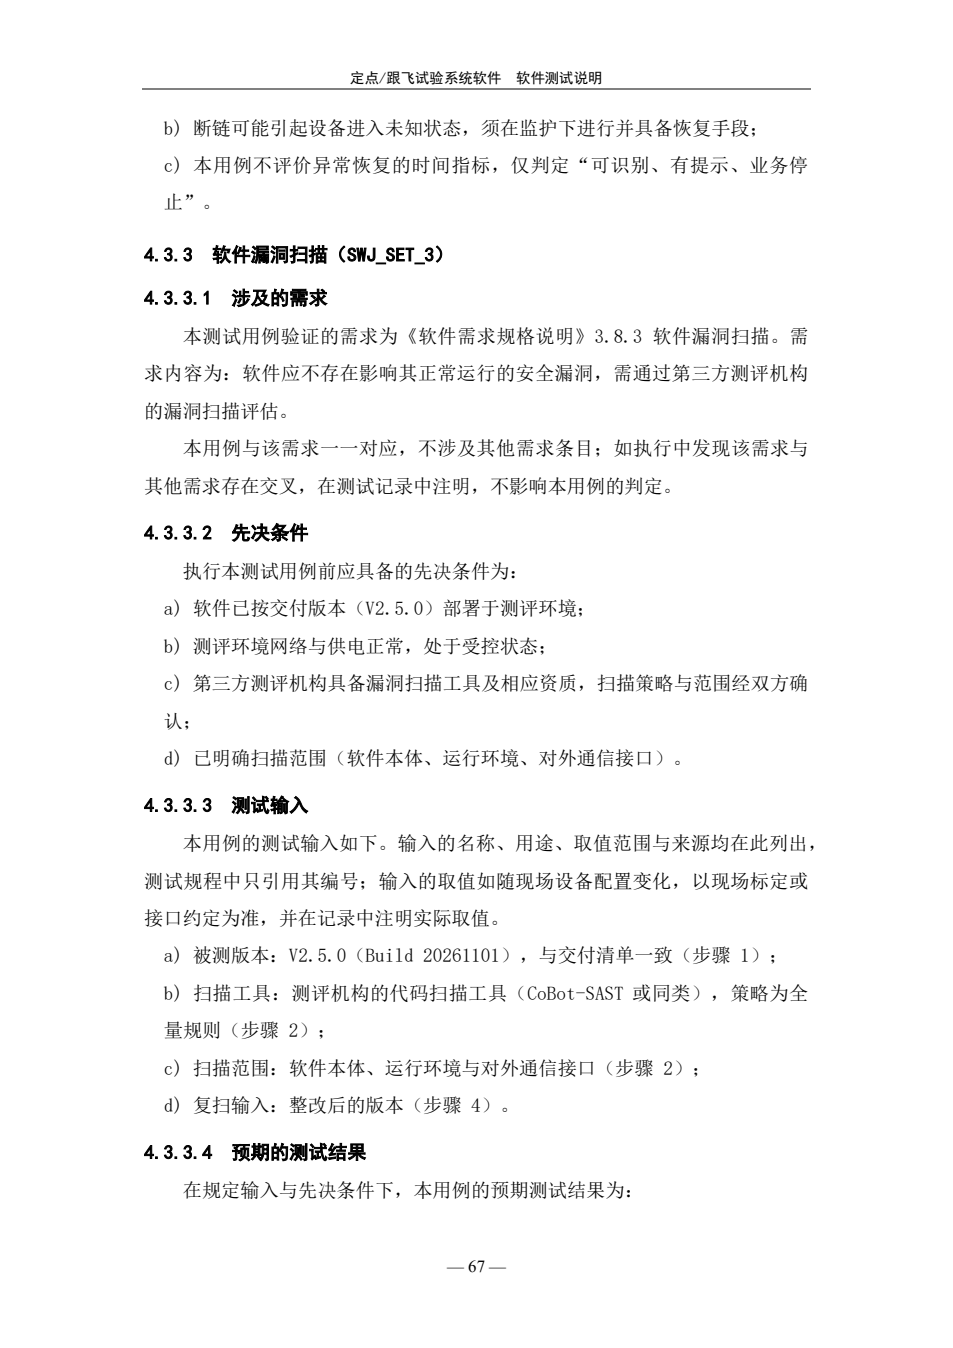 定点/跟飞试验系统软件　软件测试说明
b) 断链可能引起设备进入未知状态，须在监护下进行并具备恢复手段；
c) 本用例不评价异常恢复的时间指标，仅判定“可识别、有提示、业务停
止”。
4.3.3　软件漏洞扫描（SWJ_SET_3）
4.3.3.1　涉及的需求
本测试用例验证的需求为《软件需求规格说明》3.8.3 软件漏洞扫描。需
求内容为：软件应不存在影响其正常运行的安全漏洞，需通过第三方测评机构
的漏洞扫描评估。
本用例与该需求一一对应，不涉及其他需求条目；如执行中发现该需求与
其他需求存在交叉，在测试记录中注明，不影响本用例的判定。
4.3.3.2　先决条件
执行本测试用例前应具备的先决条件为：
a) 软件已按交付版本（V2.5.0）部署于测评环境；
b) 测评环境网络与供电正常，处于受控状态；
c) 第三方测评机构具备漏洞扫描工具及相应资质，扫描策略与范围经双方确
认；
d) 已明确扫描范围（软件本体、运行环境、对外通信接口）。
4.3.3.3　测试输入
本用例的测试输入如下。输入的名称、用途、取值范围与来源均在此列出，
测试规程中只引用其编号；输入的取值如随现场设备配置变化，以现场标定或
接口约定为准，并在记录中注明实际取值。
a) 被测版本：V2.5.0（Build 20261101），与交付清单一致（步骤 1）；
b) 扫描工具：测评机构的代码扫描工具（CoBot-SAST 或同类），策略为全
量规则（步骤 2）；
c) 扫描范围：软件本体、运行环境与对外通信接口（步骤 2）；
d) 复扫输入：整改后的版本（步骤 4）。
4.3.3.4　预期的测试结果
在规定输入与先决条件下，本用例的预期测试结果为：
— 67 —